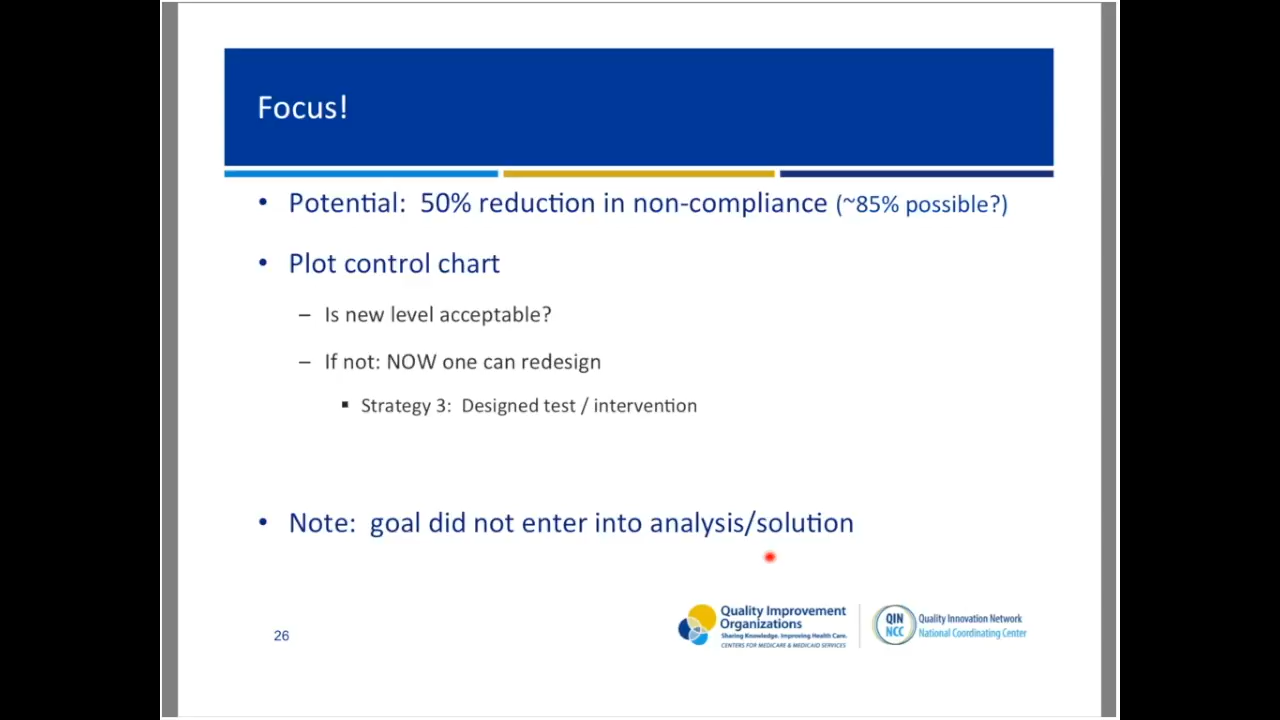 Focus!
• Potential: 50% reduction in non-compliance (~85% possible?)
• Plot control chart
– Is new level acceptable?
– If not: NOW one can redesign
▪ Strategy 3: Designed test / intervention
• Note: goal did not enter into analysis/solution
26
Quality Improvement
Organizations
Sharing Knowledge. Improving Health Care.
CENTERS FOR MEDICARE & MEDICAID SERVICES
QIN
NCC
Quality Innovation Network
National Coordinating Center